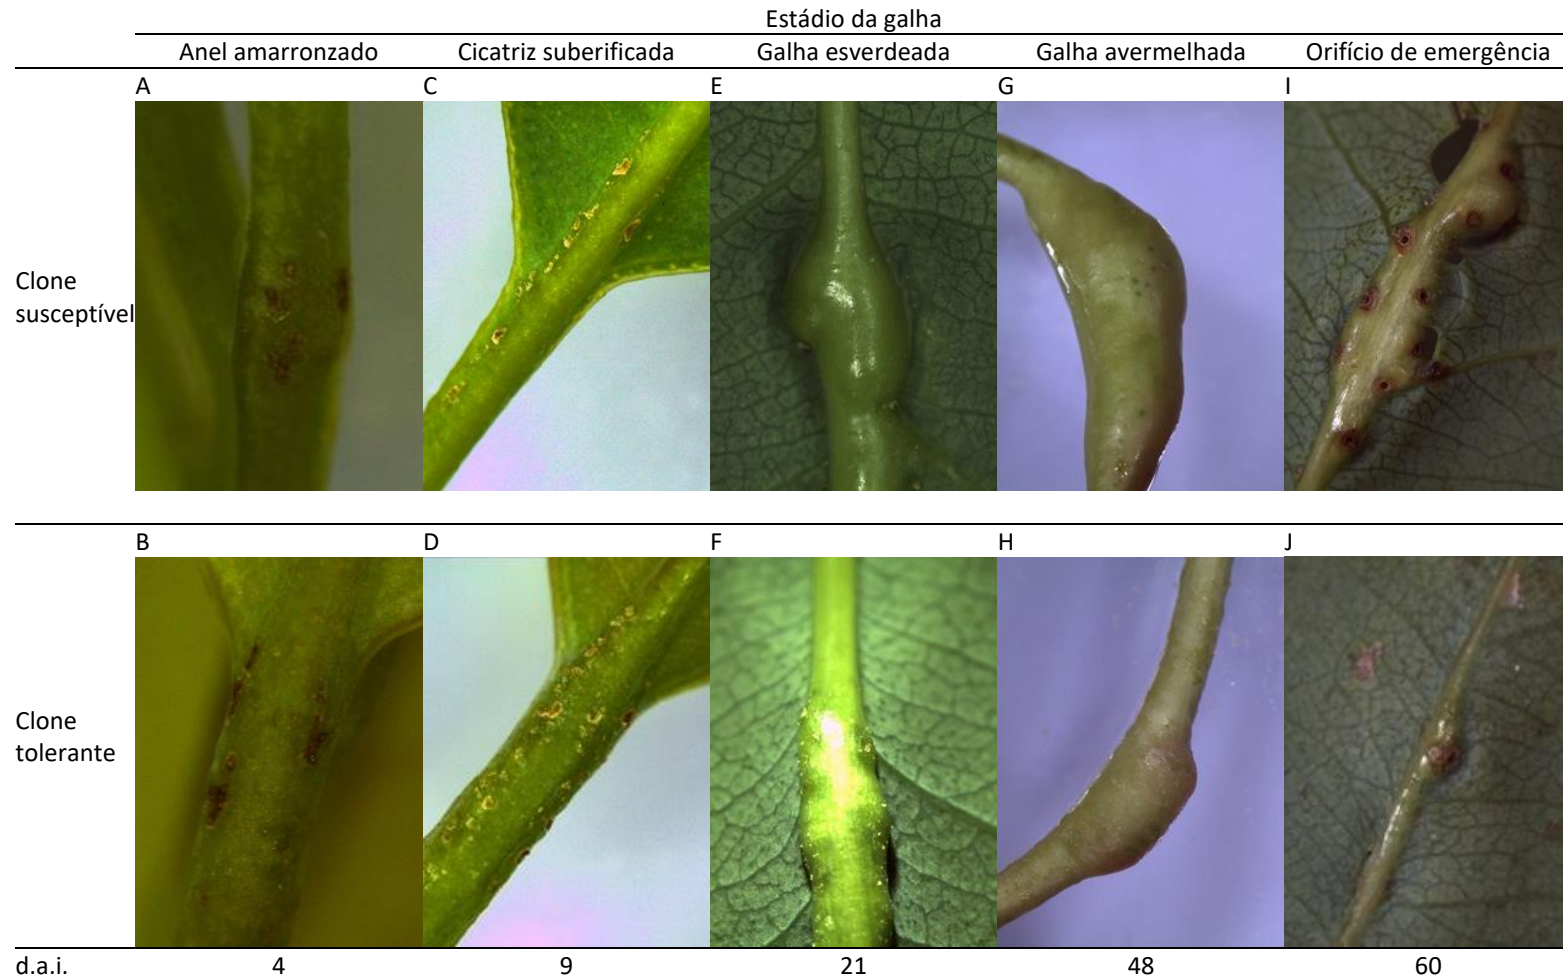 Estádio da galha
Anel amarronzado Cicatriz suberificada Galha esverdeada Galha avermelhada Orifício de emergência
A C E G I
Clone
susceptível
B D F H J
Clone
tolerante
d.a.i. 4 9 21 48 60